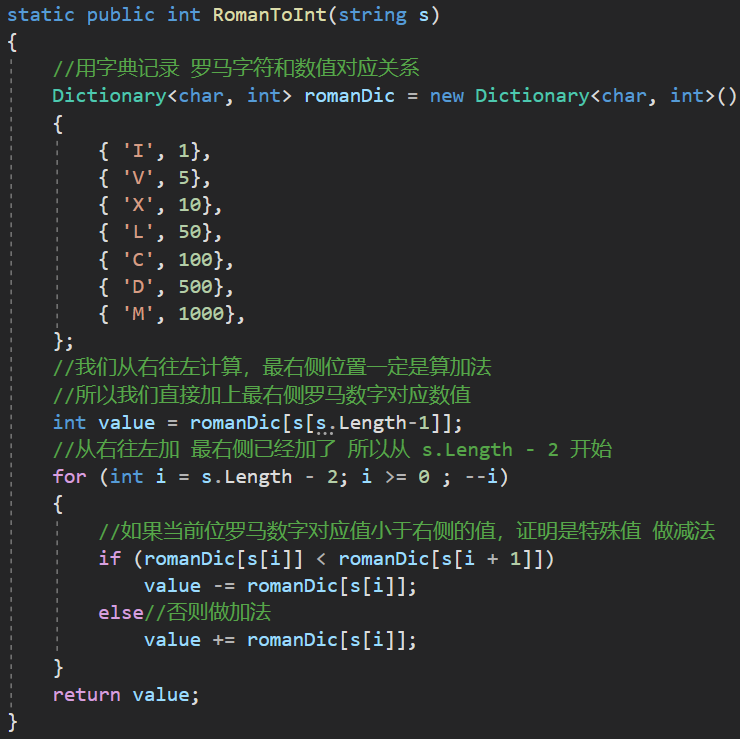 static public int RomanToInt(string s)
{
    //用字典记录 罗马字符和数值对应关系
    Dictionary<char, int> romanDic = new Dictionary<char, int>()
    {
        { 'I', 1},
        { 'V', 5},
        { 'X', 10},
        { 'L', 50},
        { 'C', 100},
        { 'D', 500},
        { 'M', 1000},
    };
    //我们从右往左计算，最右侧位置一定是算加法
    //所以我们直接加上最右侧罗马数字对应数值
    int value = romanDic[s[s.Length-1]];
    //从右往左加 最右侧已经加了 所以从 s.Length - 2 开始
    for (int i = s.Length - 2; i >= 0 ; --i)
    {
        //如果当前位罗马数字对应值小于右侧的值，证明是特殊值 做减法
        if (romanDic[s[i]] < romanDic[s[i + 1]])
            value -= romanDic[s[i]];
        else//否则做加法
            value += romanDic[s[i]];
    }
    return value;
}